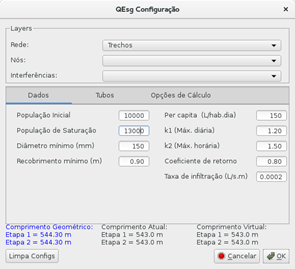 QEsg Configuração
Layers
Rede: Trechos
Nós:
Interferências:
Dados Tubos Opções de Cálculo
População Inicial 10000 Per capita (L/hab.dia) 150
População de Saturação 13000 k1 (Máx. diária) 1.20
Diâmetro mínimo (mm) 150 k2 (Máx. horária) 1.50
Recobrimento mínimo (m) 0.90 Coeficiente de retorno 0.80
Taxa de infiltração (L/s.m) 0.0002
Comprimento Geométrico: Comprimento Atual: Comprimento Virtual:
Etapa 1 = 544.30 m Etapa 1 = 543.0 m Etapa 1 = 543.0 m
Etapa 2 = 544.30 m Etapa 2 = 543.0 m Etapa 2 = 543.0 m
Limpa Configs Cancelar OK